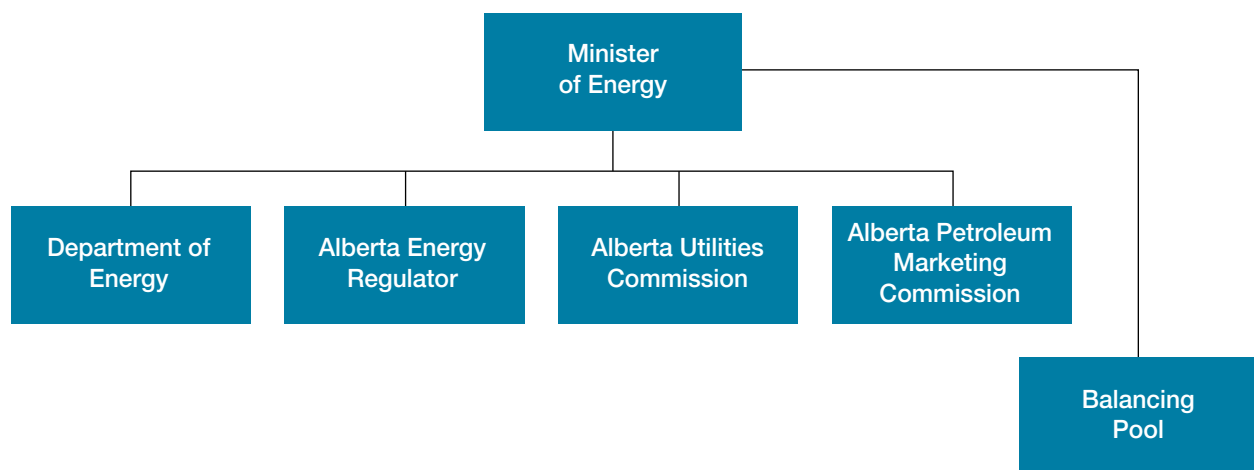 Minister
of Energy
Department of
Energy
Alberta Energy
Regulator
Alberta Utilities
Commission
Alberta Petroleum
Marketing
Commission
Balancing
Pool